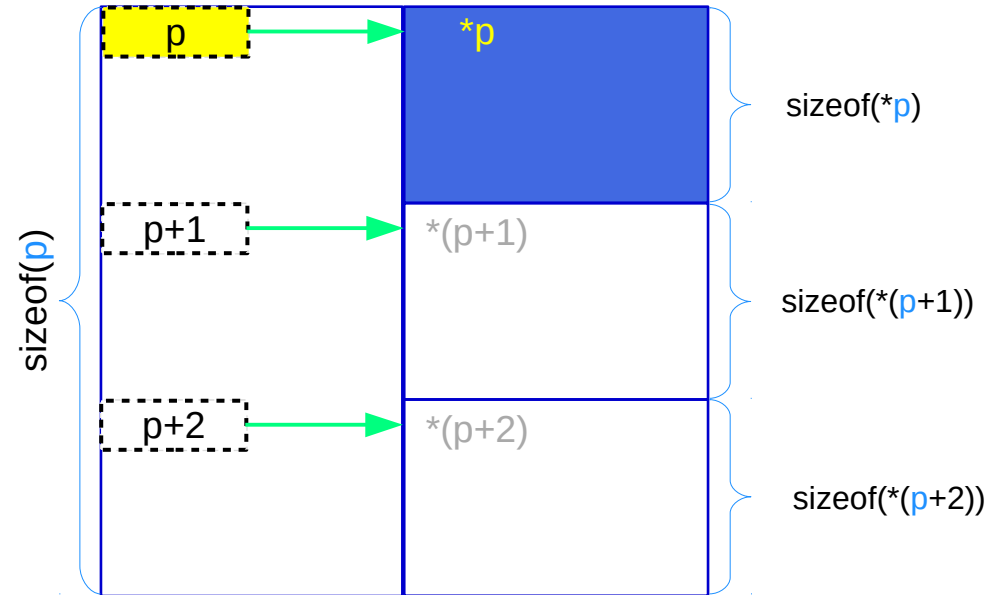 p
*p
sizeof(*p)
sizeof(p)
p+1
*(p+1)
sizeof(*(p+1))
p+2
*(p+2)
sizeof(*(p+2))